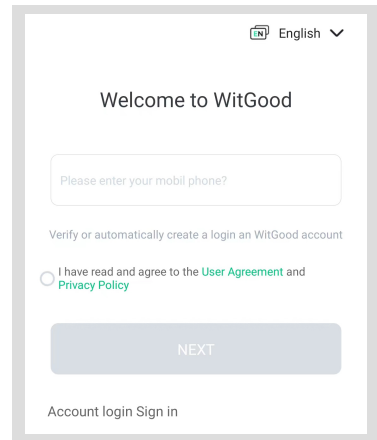 EN English
Welcome to WitGood
Please enter your mobil phone?
Verify or automatically create a login an WitGood account
I have read and agree to the User Agreement and
Privacy Policy
NEXT
Account login Sign in